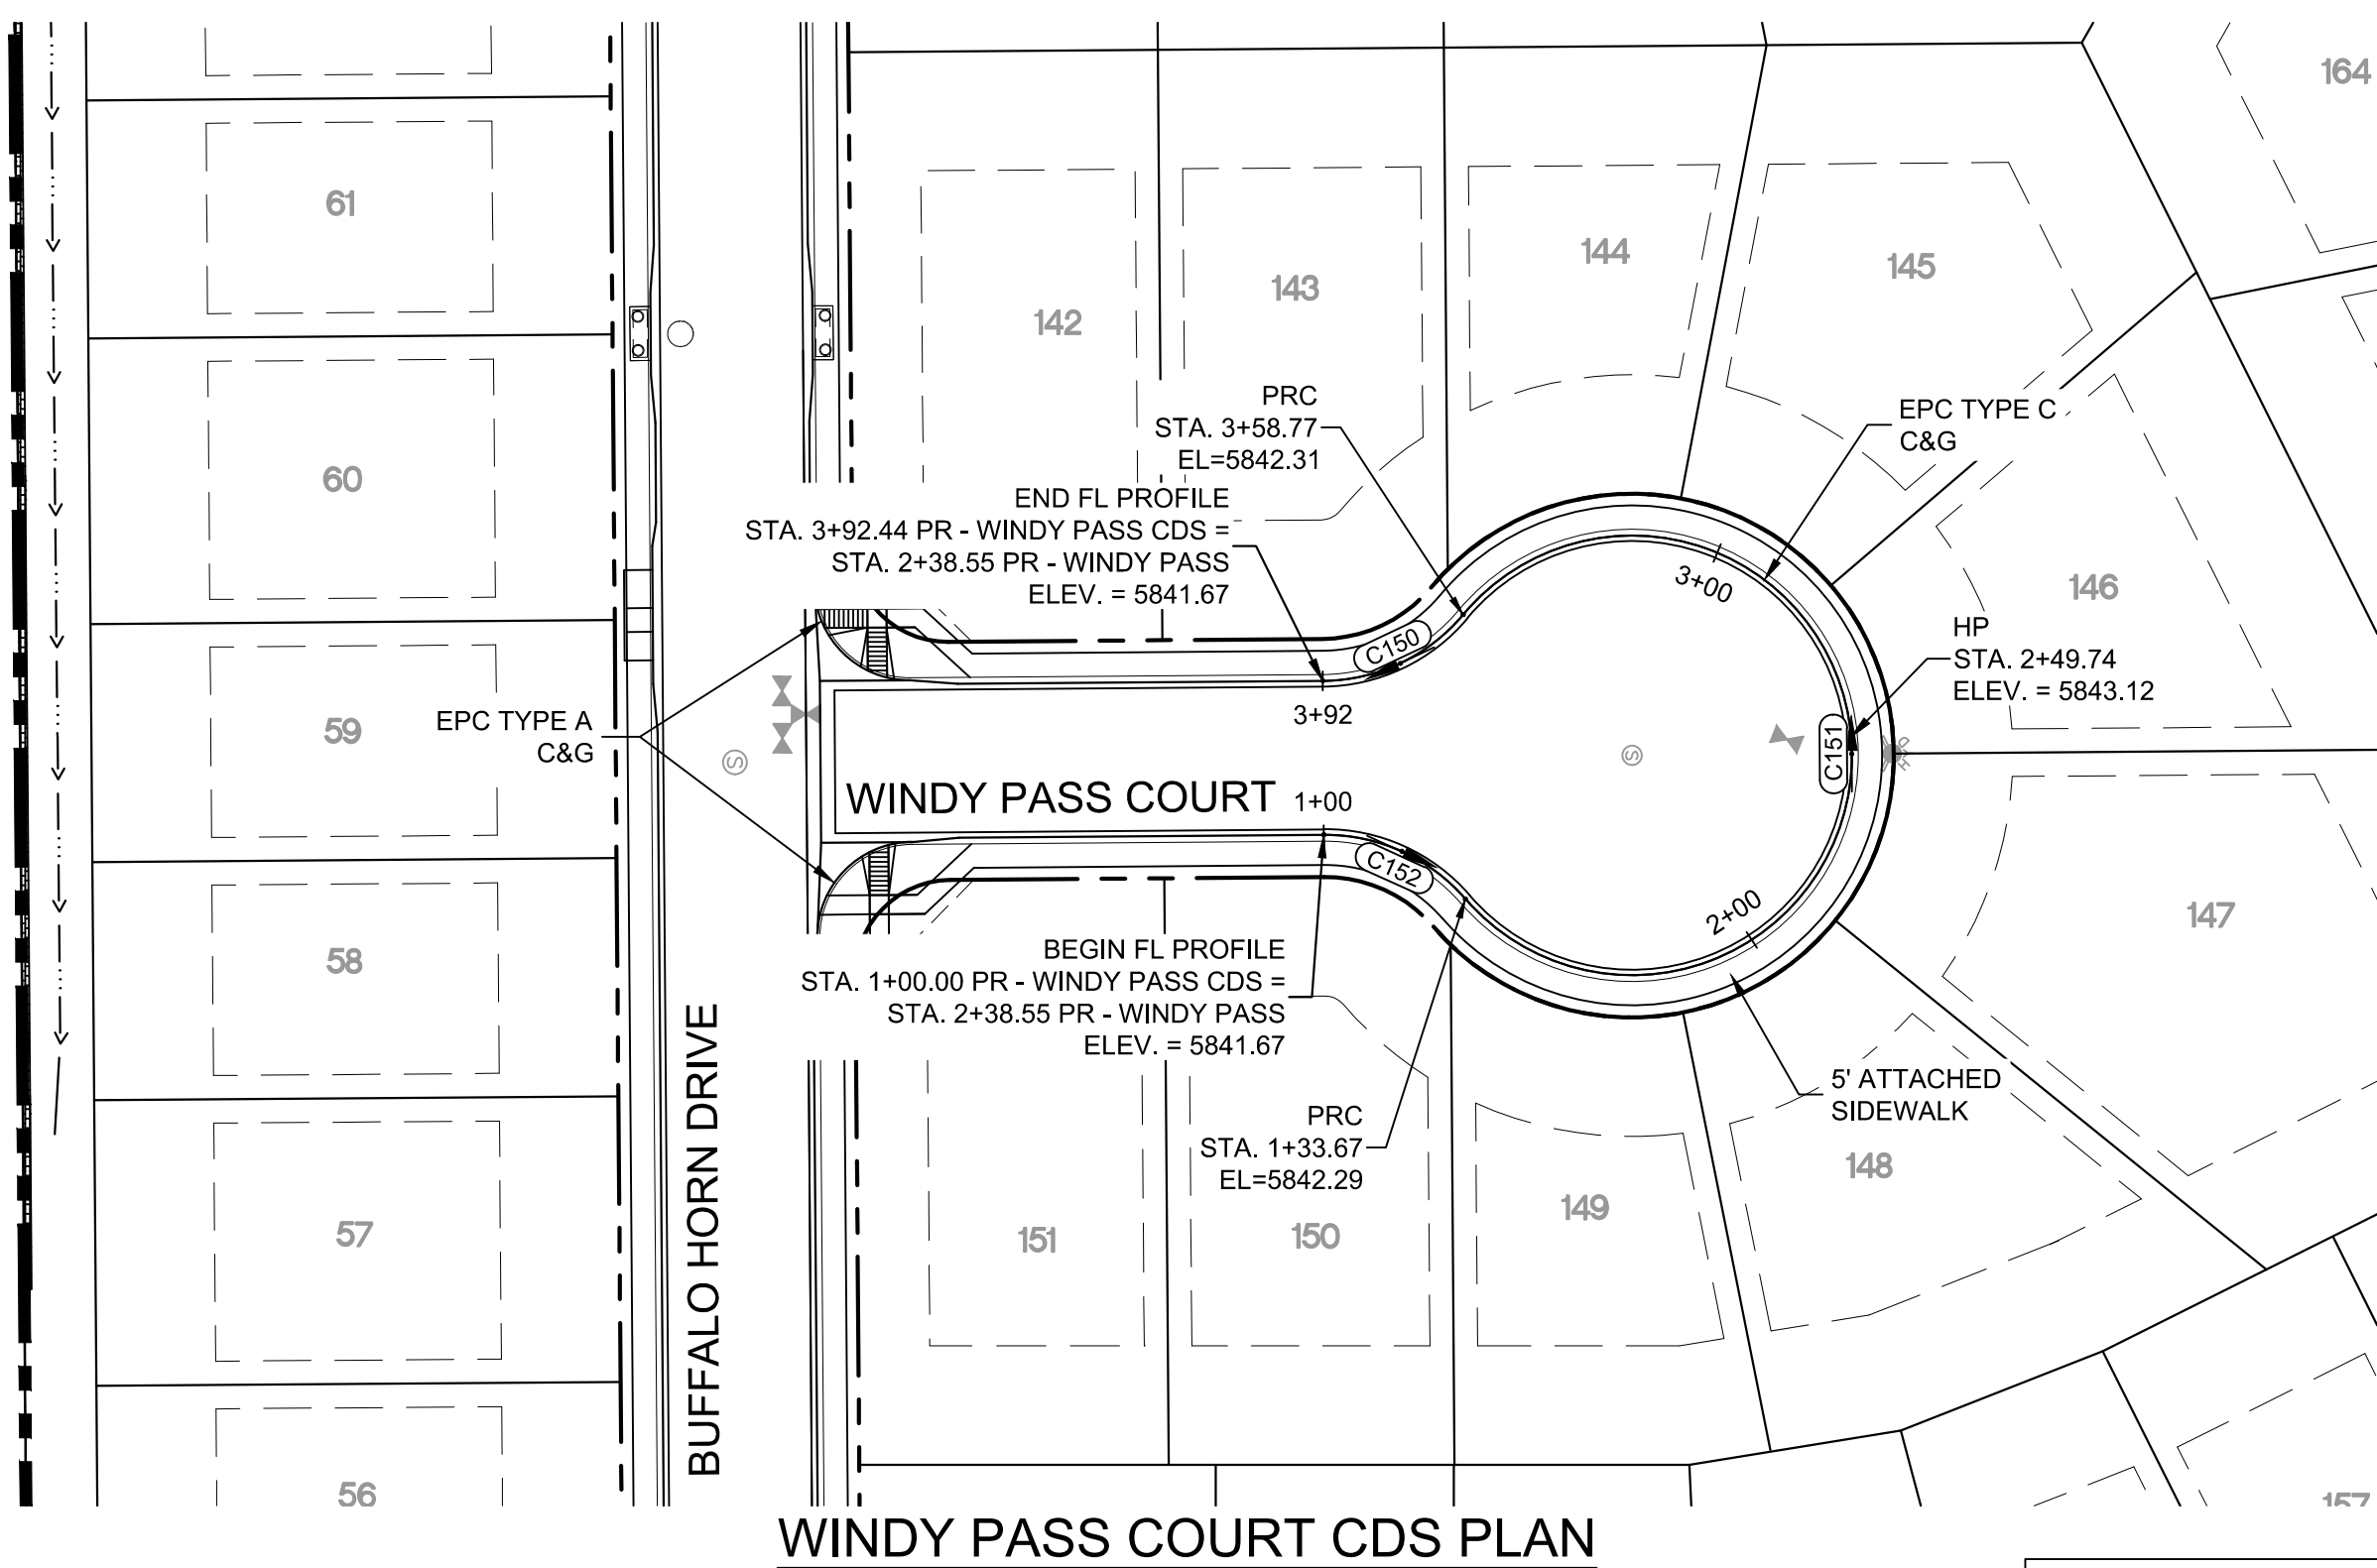 164
61
144
145
143
142
PRC
STA. 3+58.77
EL=5842.31
EPC TYPE C
C&G
60
END FL PROFILE
STA. 3+92.44 PR - WINDY PASS CDS =
STA. 2+38.55 PR - WINDY PASS
ELEV. = 5841.67
3+00
146
HP
STA. 2+49.74
ELEV. = 5843.12
C150
3+92
59
EPC TYPE A
C&G
S
S
C151
WINDY PASS COURT
1+00
C152
2+00
147
58
BEGIN FL PROFILE
STA. 1+00.00 PR - WINDY PASS CDS =
STA. 2+38.55 PR - WINDY PASS
ELEV. = 5841.67
BUFFALO HORN DRIVE
5' ATTACHED
SIDEWALK
PRC
STA. 1+33.67
EL=5842.29
148
149
57
151
150
56
157
WINDY PASS COURT CDS PLAN